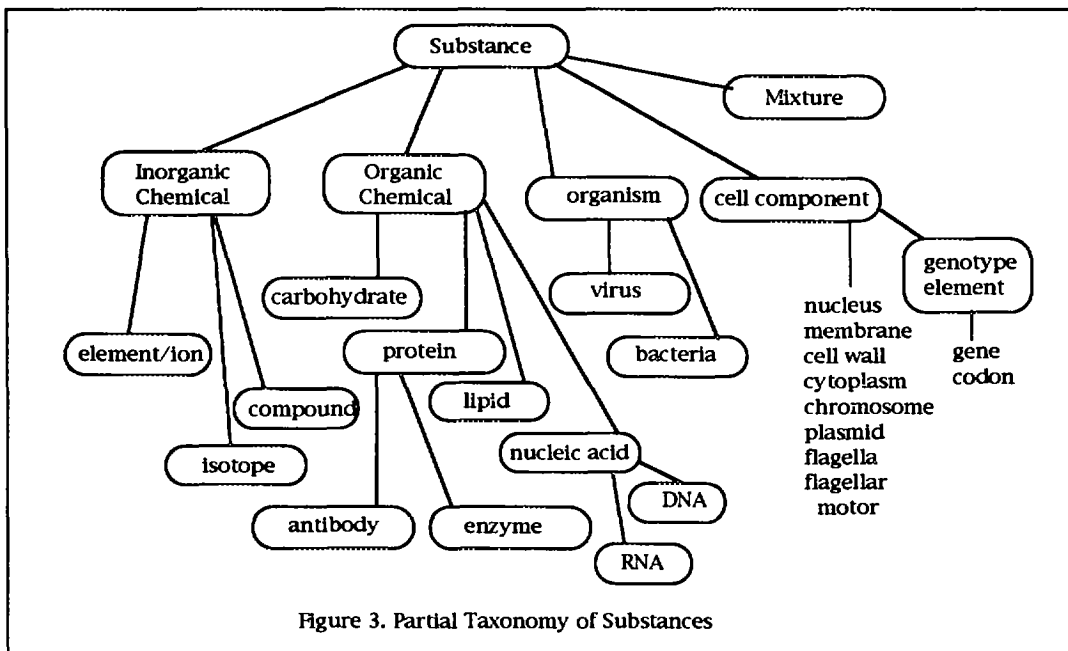 Substance
Mixture
Inorganic
Chemical
Organic
Chemical
organism
cell component
genotype
element
carbohydrate
virus
element/ion
protein
bacteria
lipid
compound
isotope
nucleic acid
antibody
enzyme
DNA
RNA
nucleus
membrane
cell wall
cytoplasm
chromosome
plasmid
flagella
flagellar
motor
gene
codon
Figure 3. Partial Taxonomy of Substances